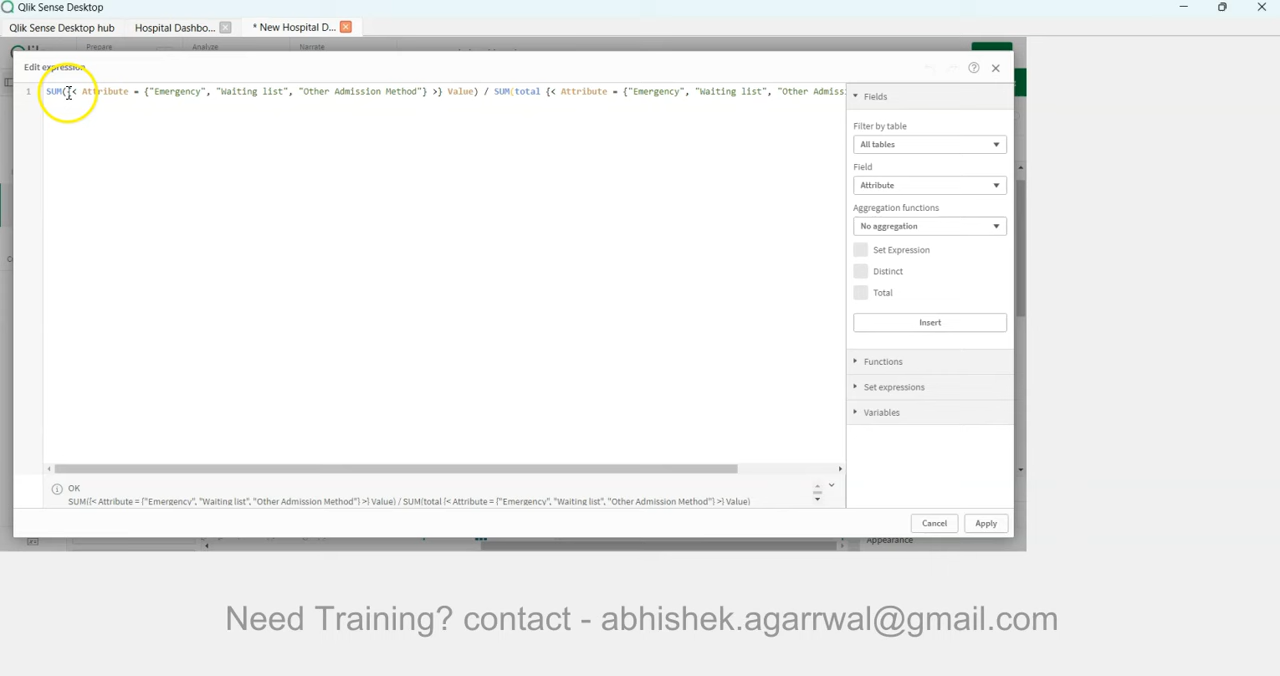 Qlik Sense Desktop
Qlik Sense Desktop hub
Hospital Dashbo...
* New Hospital D...
Prepare
Analyze
Narrate
Edit expression
1 SUM({< Attribute = {"Emergency", "Waiting list", "Other Admission Method"} >} Value) / SUM(total {< Attribute = {"Emergency", "Waiting list", "Other Admiss
Fields
Filter by table
All tables
Field
Attribute
Aggregation functions
No aggregation
Set Expression
Distinct
Total
Insert
Functions
Set expressions
Variables
OK
SUM({< Attribute = {"Emergency", "Waiting list", "Other Admission Method"} >} Value) / SUM(total {< Attribute = {"Emergency", "Waiting list", "Other Admission Method"} >} Value)
Cancel
Apply
Appearance
Need Training? contact - abhishek.agarrwal@gmail.com